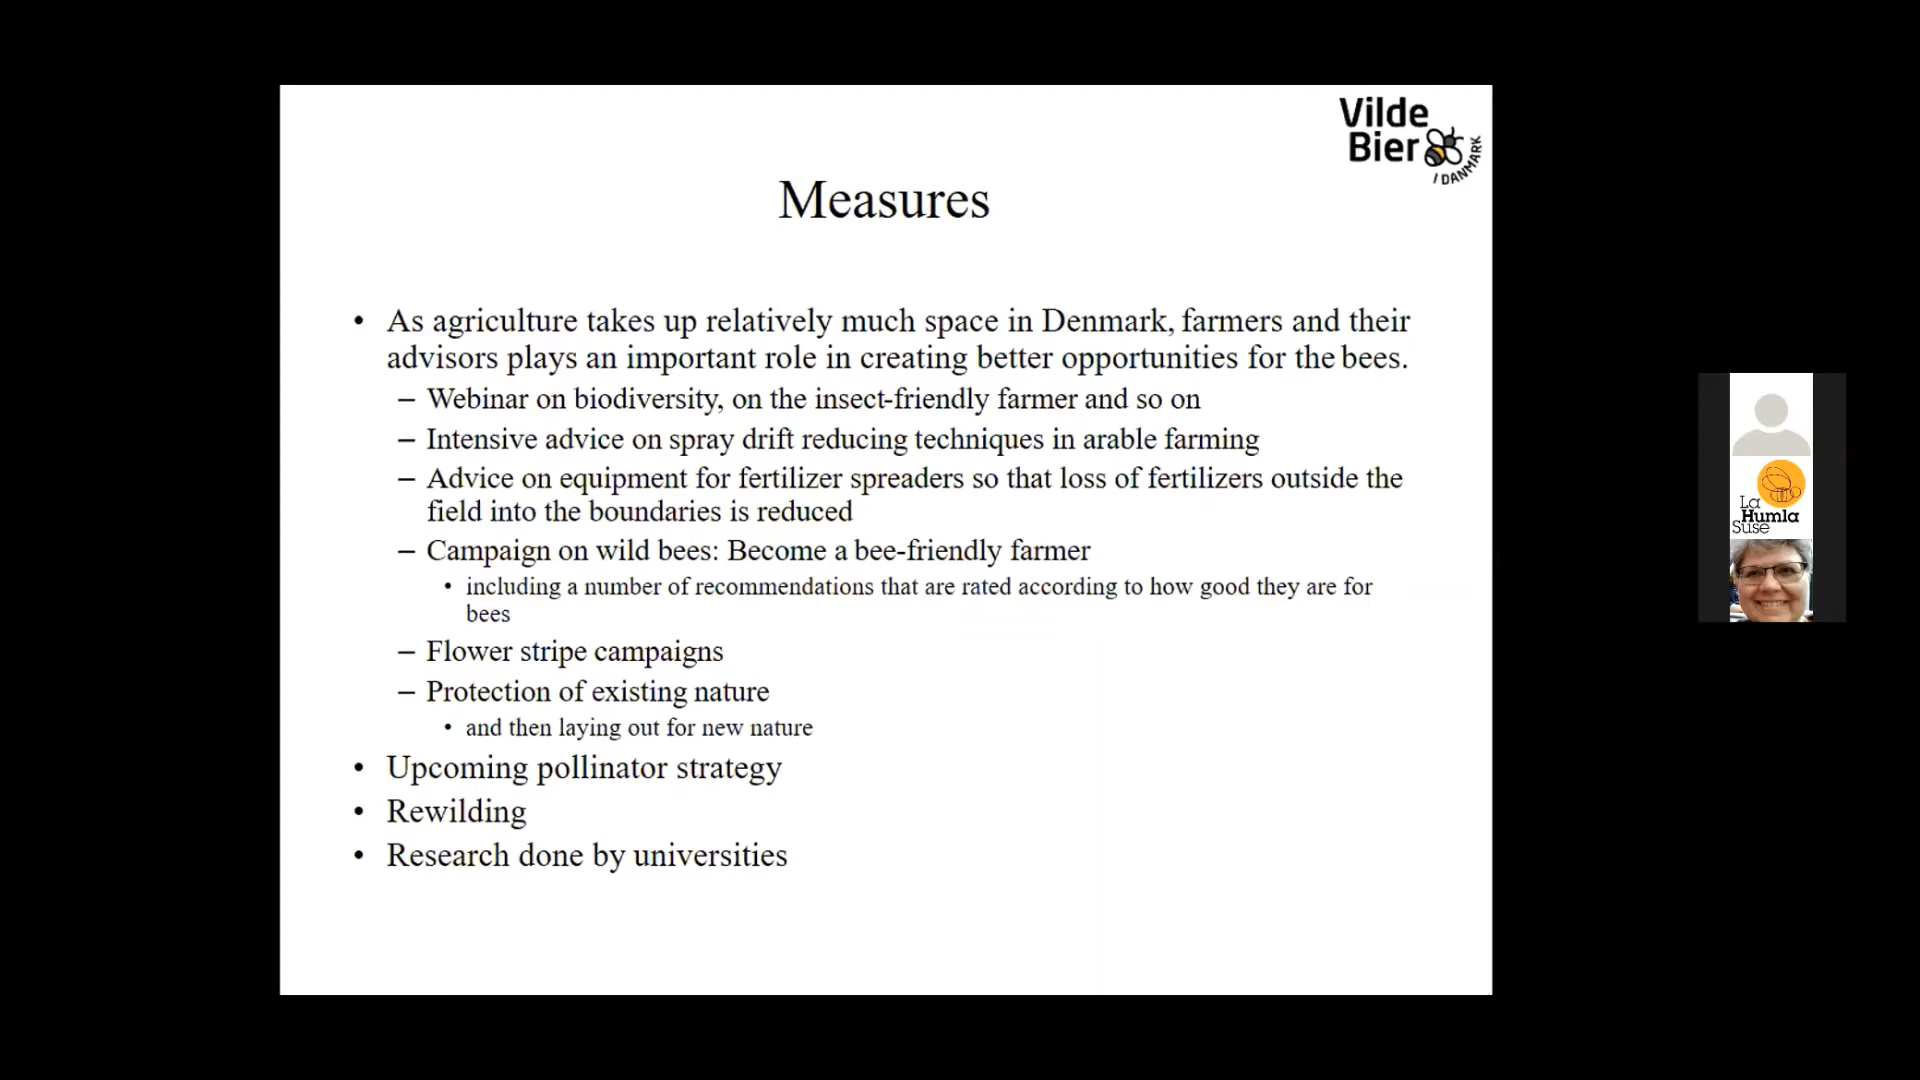 Vilde
Bier
I DANMARK
Measures
• As agriculture takes up relatively much space in Denmark, farmers and their
advisors plays an important role in creating better opportunities for the bees.
– Webinar on biodiversity, on the insect-friendly farmer and so on
– Intensive advice on spray drift reducing techniques in arable farming
– Advice on equipment for fertilizer spreaders so that loss of fertilizers outside the
field into the boundaries is reduced
– Campaign on wild bees: Become a bee-friendly farmer
• including a number of recommendations that are rated according to how good they are for
bees
– Flower stripe campaigns
– Protection of existing nature
• and then laying out for new nature
• Upcoming pollinator strategy
• Rewilding
• Research done by universities
La
Humla
Suse